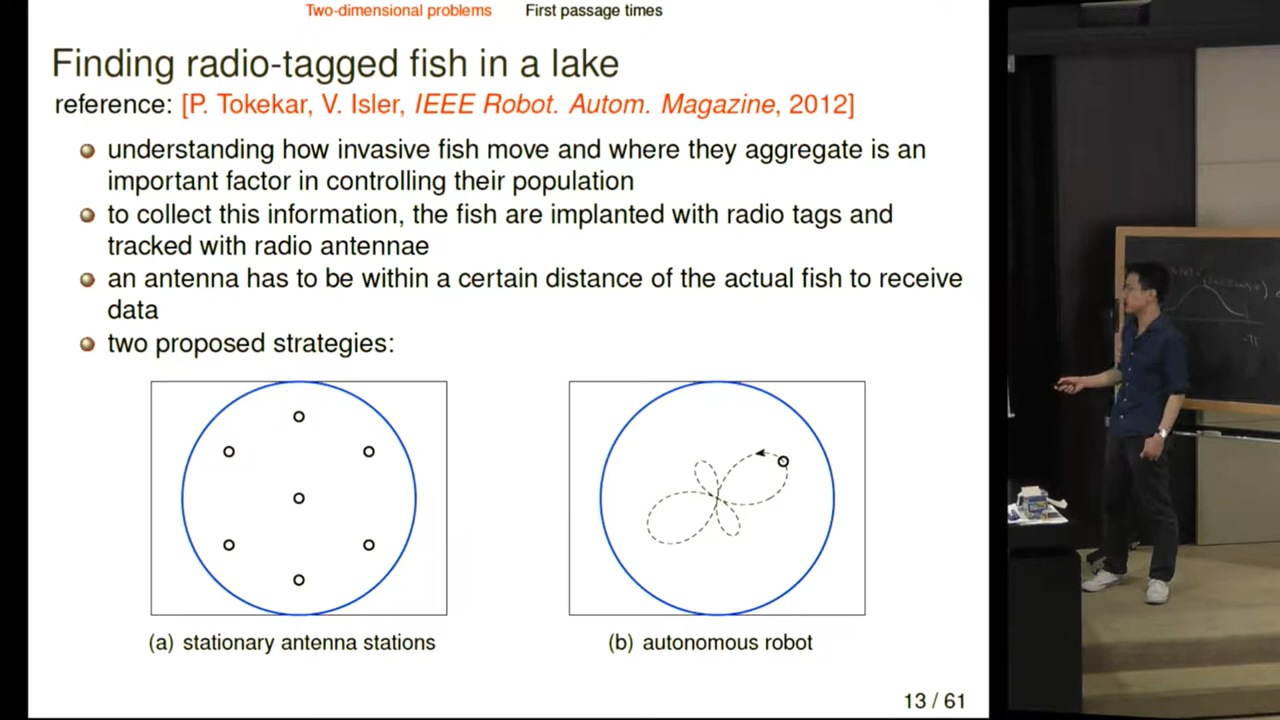 Two-dimensional problems First passage times
Finding radio-tagged fish in a lake
reference: [P. Tokekar, V. Isler, IEEE Robot. Autom. Magazine, 2012]
understanding how invasive fish move and where they aggregate is an
important factor in controlling their population
to collect this information, the fish are implanted with radio tags and
tracked with radio antennae
an antenna has to be within a certain distance of the actual fish to receive
data
two proposed strategies:
(a) stationary antenna stations
(b) autonomous robot
13 / 61